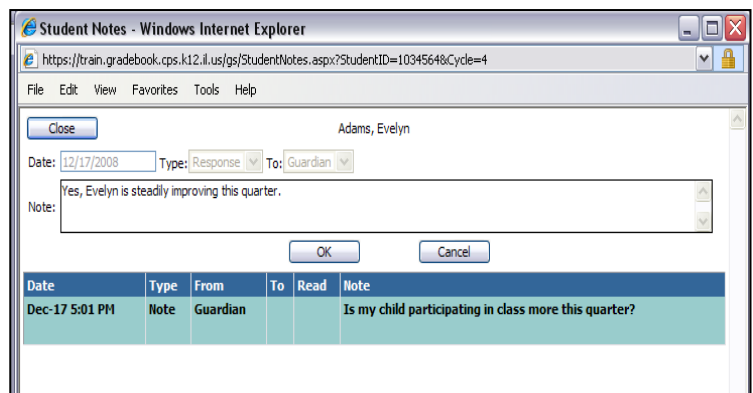 Student Notes - Windows Internet Explorer
https://train.gradebook.cps.k12.il.us/gs/StudentNotes.aspx?StudentID=1034564&Cycle=4
File Edit View Favorites Tools Help
Close Adams, Evelyn
Date: 12/17/2008 Type: Response To: Guardian
Note: Yes, Evelyn is steadily improving this quarter.
OK Cancel
Date Type From To Read Note
Dec-17 5:01 PM Note Guardian Is my child participating in class more this quarter?